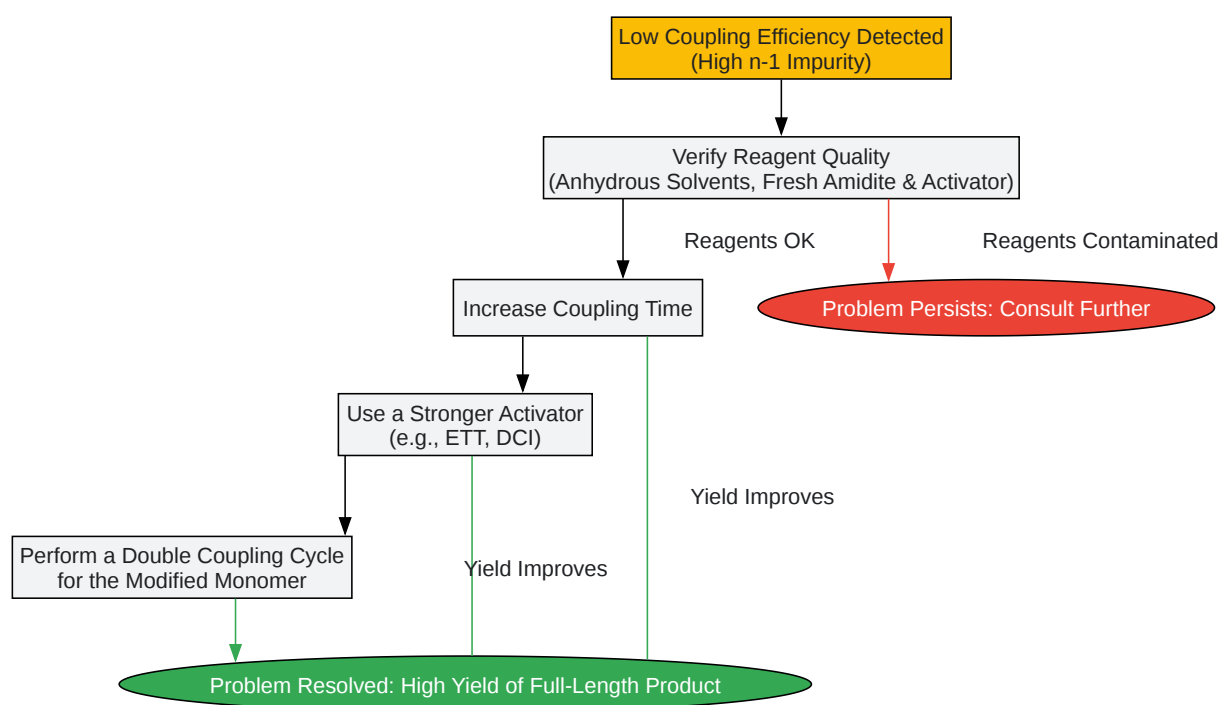 Low Coupling Efficiency Detected
(High n-1 Impurity)
Verify Reagent Quality
(Anhydrous Solvents, Fresh Amidite & Activator)
Reagents OK
Reagents Contaminated
Increase Coupling Time
Problem Persists: Consult Further
Use a Stronger Activator
(e.g., ETT, DCI)
Yield Improves
Perform a Double Coupling Cycle
for the Modified Monomer
Yield Improves
Problem Resolved: High Yield of Full-Length Product